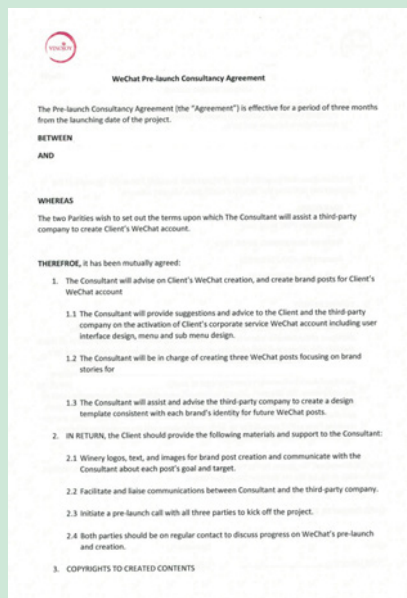 VINCROY
WeChat Pre-launch Consultancy Agreement
The Pre-launch Consultancy Agreement (the "Agreement") is effective for a period of three months
from the launching date of the project.
BETWEEN
AND
WHEREAS
The two Parities wish to set out the terms upon which The Consultant will assist a third-party
company to create Client's WeChat account.
THEREFROE, it has been mutually agreed:
1. The Consultant will advise on Client's WeChat creation, and create brand posts for Client's
WeChat account
1.1 The Consultant will provide suggestions and advice to the Client and the third-party
company on the activation of Client's corporate service WeChat account including user
interface design, menu and sub menu design.
1.2 The Consultant will be in charge of creating three WeChat posts focusing on brand
stories for
1.3 The Consultant will assist and advise the third-party company to create a design
template consistent with each brand's identity for future WeChat posts.
2. IN RETURN, the Client should provide the following materials and support to the Consultant:
2.1 Winery logos, text, and images for brand post creation and communicate with the
Consultant about each post's goal and target.
2.2 Facilitate and liaise communications between Consultant and the third-party company.
2.3 Initiate a pre-launch call with all three parties to kick off the project.
2.4 Both parties should be on regular contact to discuss progress on WeChat's pre-launch
and creation.
3. COPYRIGHTS TO CREATED CONTENTS